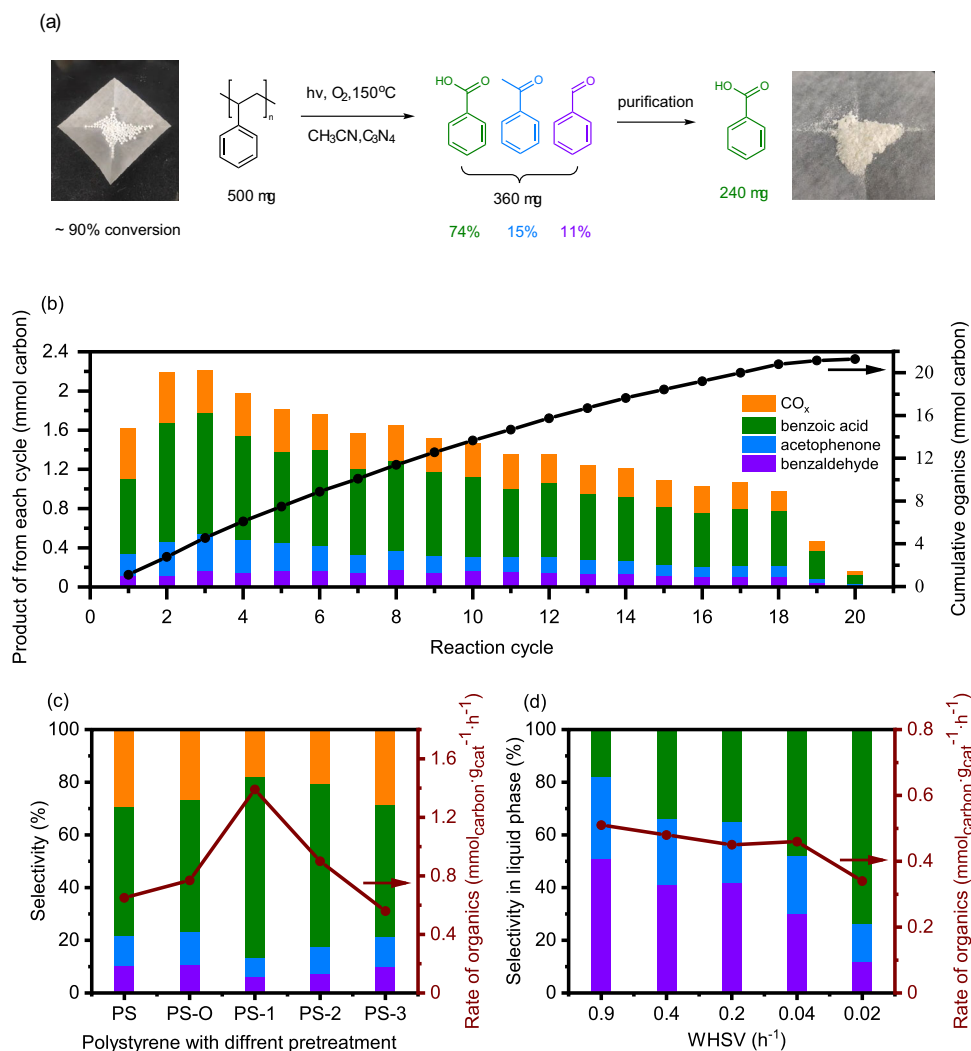 (a)
HO O
O
O
HO O
hv, O2,150°C
CH3CN,C3N4
n
purification
500 mg
360 mg
240 mg
~ 90% conversion
74% 15% 11%
(b)
Product of from each cycle (mmol carbon)
2.4
2
1.6
1.2
0.8
0.4
0
0 2 4 6 8 10 12 14 16 18 20
Reaction cycle
COx
benzoic acid
acetophenone
benzaldehyde
20
16
12
8
4
0
Cumulative oganics (mmol carbon)
(c)
Selectivity (%)
100
80
60
40
20
0
PS PS-O PS-1 PS-2 PS-3
Polystyrene with diffrent pretreatment
1.6
1.2
0.8
0.4
0
Rate of organics (mmolcarbon·gcat-1·h-1)
(d)
Selectivity in liquid phase (%)
100
80
60
40
20
0
0.9 0.4 0.2 0.04 0.02
WHSV (h-1)
0.8
0.6
0.4
0.2
0
Rate of organics (mmolcarbon·gcat-1·h-1)